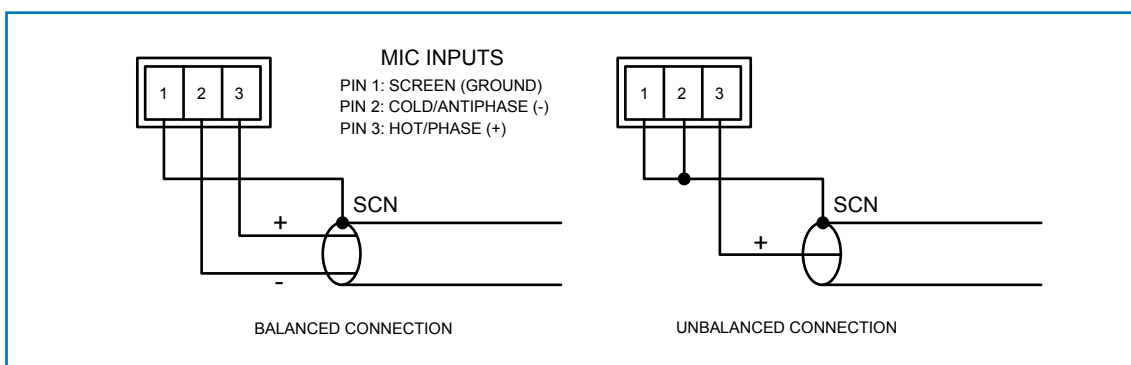 MIC INPUTS
PIN 1: SCREEN (GROUND)
PIN 2: COLD/ANTIPHASE (-)
PIN 3: HOT/PHASE (+)
1 2 3
SCN
+
-
BALANCED CONNECTION
1 2 3
SCN
+
UNBALANCED CONNECTION